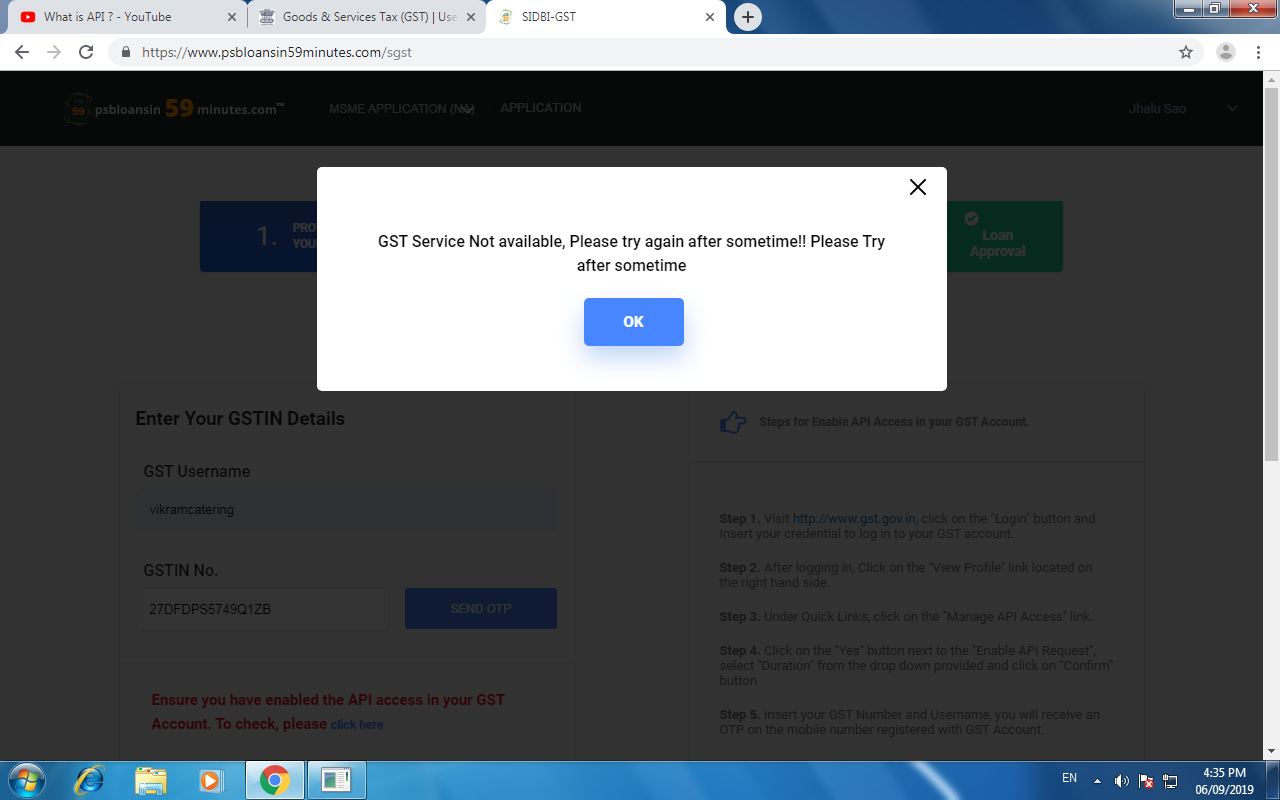 What is API ? - YouTube
Goods & Services Tax (GST) | Use
SIDBI-GST
https://www.psbloansin59minutes.com/sgst
59
psbloansin 59 minutes.com™
MSME APPLICATION
APPLICATION
Jhalu Sao
1.
PRO
YOU
Loan
Approval
GST Service Not available, Please try again after sometime!! Please Try
after sometime
OK
Enter Your GSTIN Details
GST Username
vikramcatering
GSTIN No.
27DFDPS5749Q1ZB
SEND OTP
Ensure you have enabled the API access in your GST
Account. To check, please click here
Steps for Enable API Access in your GST Account.
Step 1. Visit http://www.gst.gov.in, click on the "Login" button and
Insert your credential to log in to your GST account.
Step 2. After logging in, Click on the "View Profile" link located on
the right hand side.
Step 3. Under Quick Links, click on the "Manage API Access" link.
Step 4. Click on the "Yes" button next to the "Enable API Request",
select "Duration" from the drop down provided and click on "Confirm"
button
Step 5. Insert your GST Number and Username, you will receive an
OTP on the mobile number registered with GST Account.
EN
4:35 PM
06/09/2019